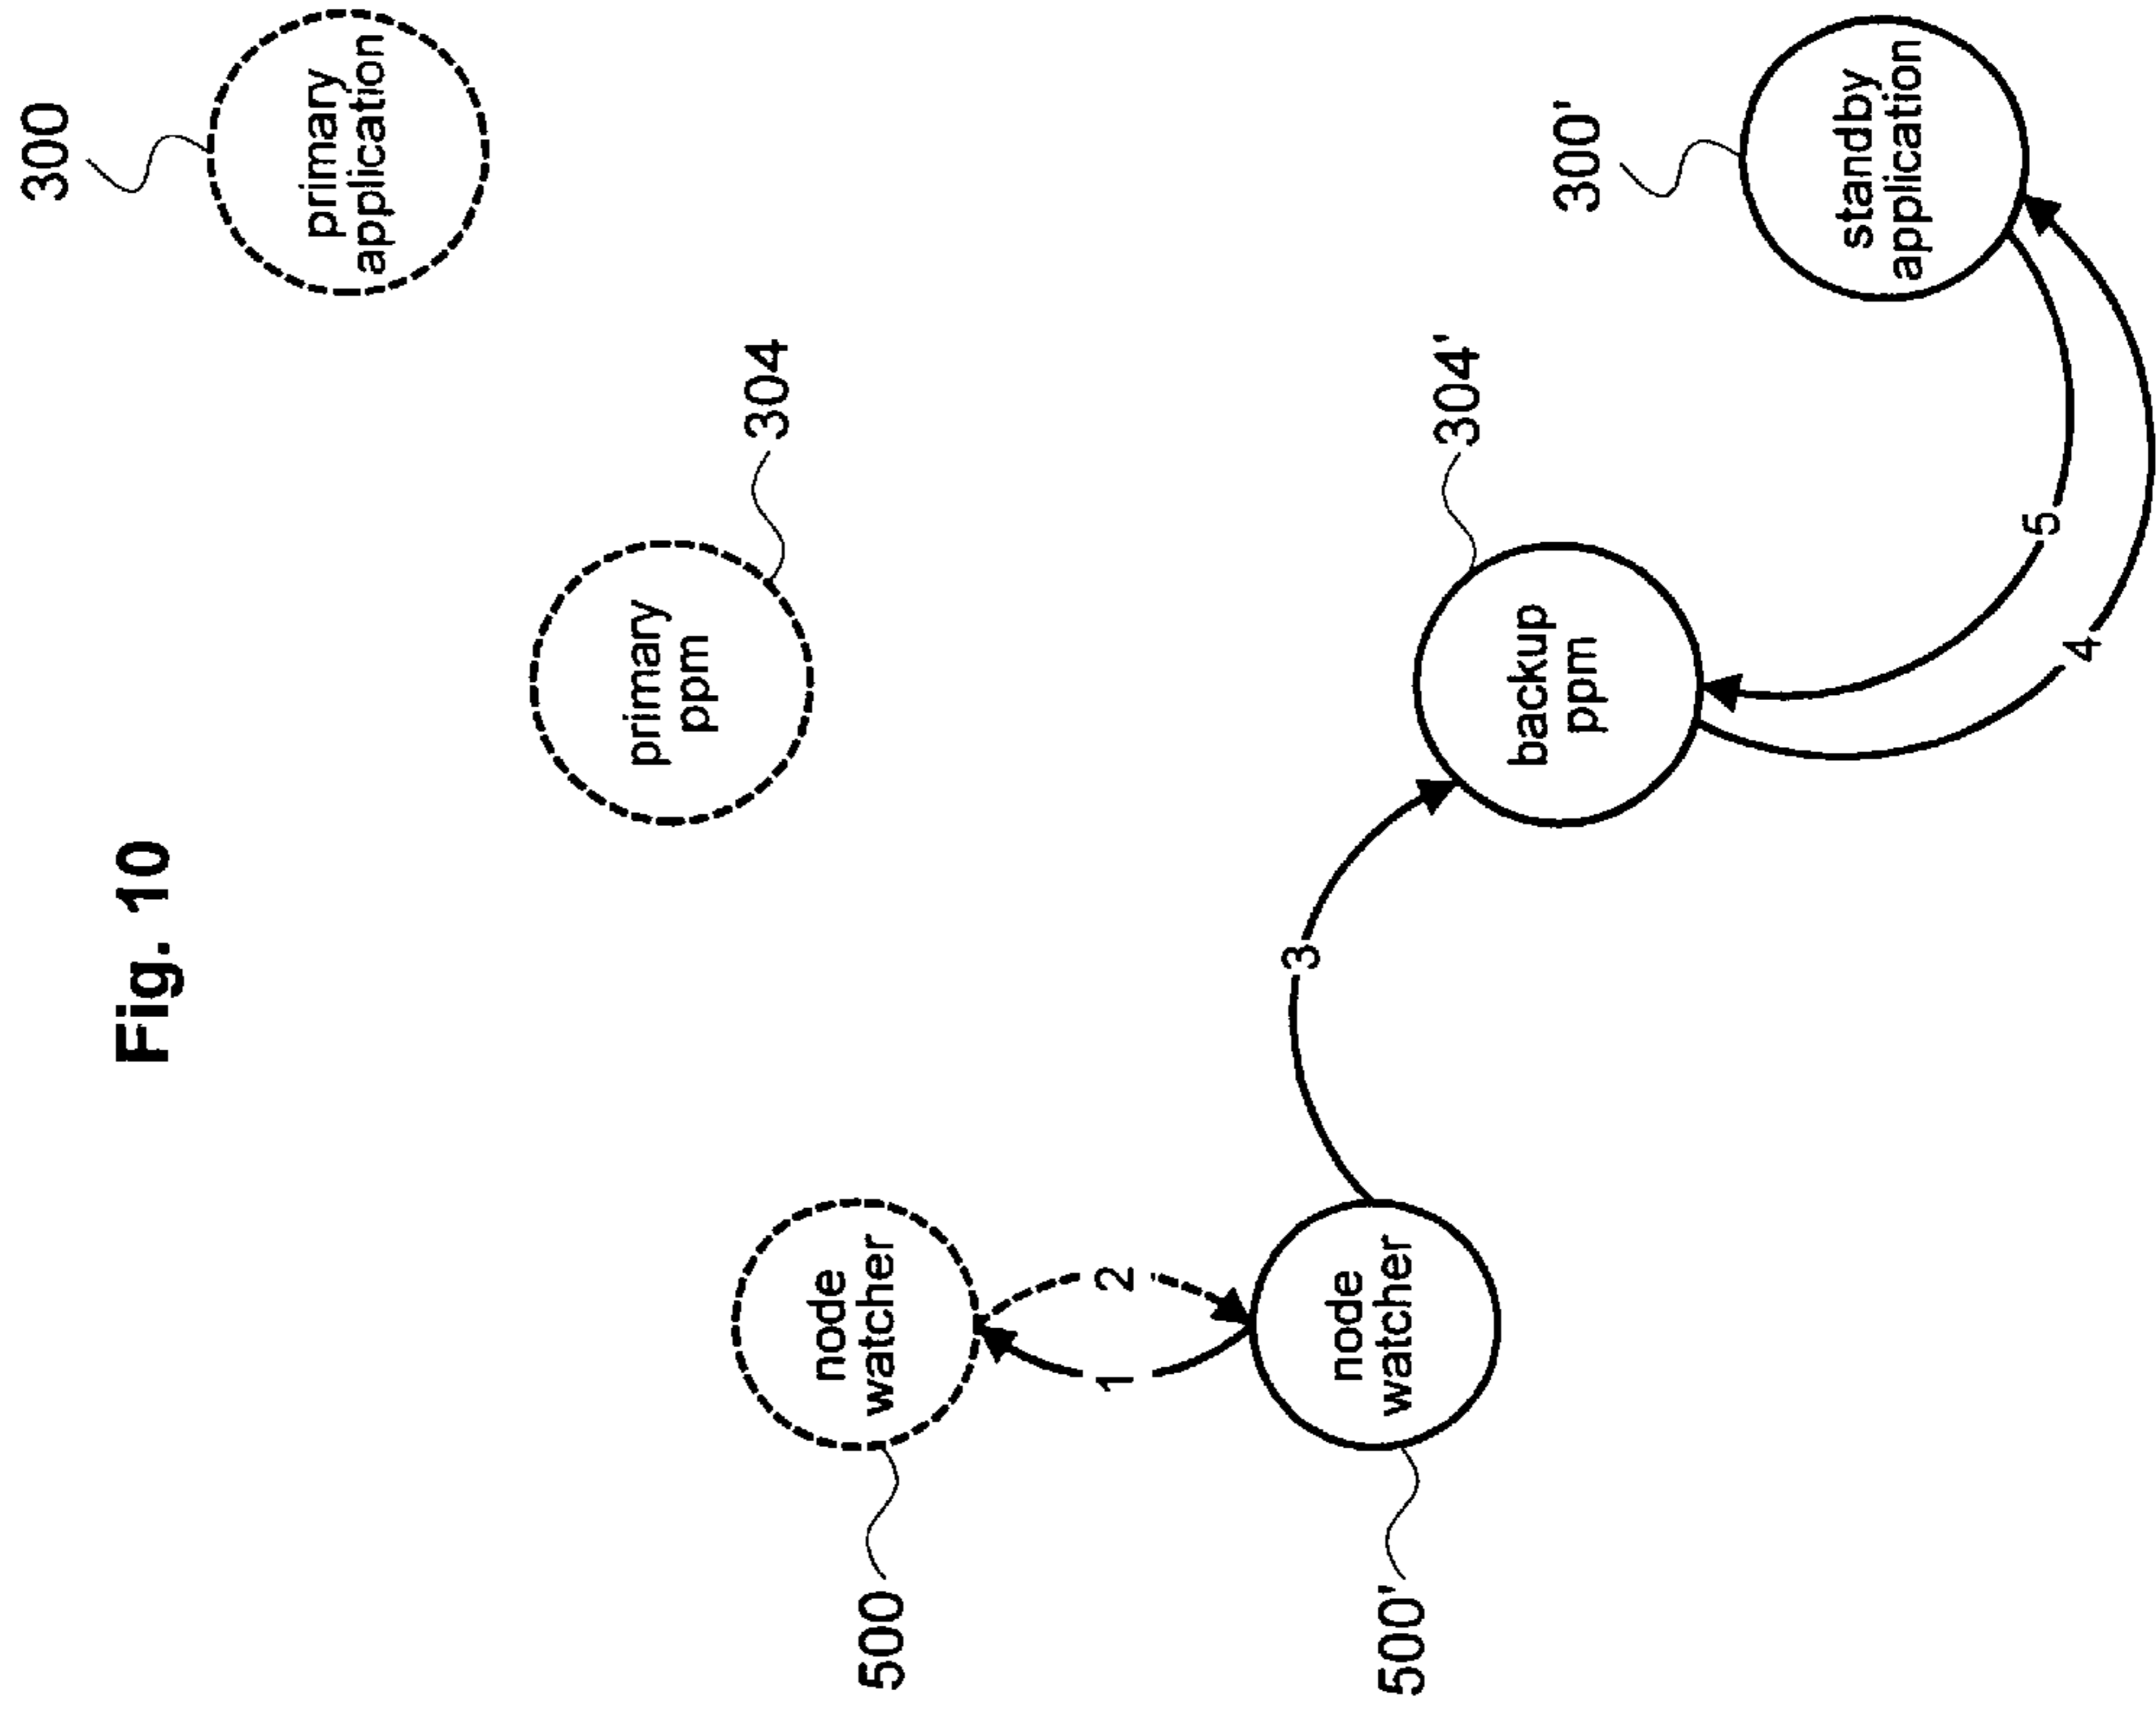 Fig. 10
300
primary
application
primary
ppm
304
node
watcher
500
1
2
node
watcher
500'
3
backup
ppm
304'
4
5
standby
application
300'